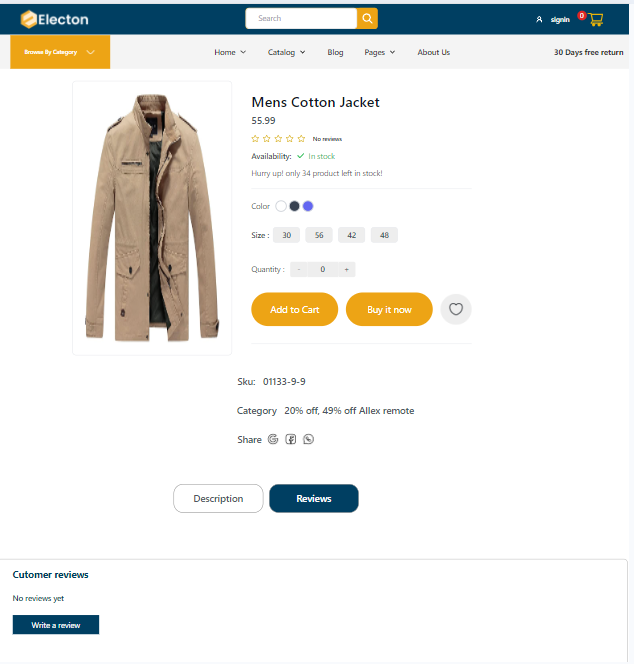 Electon
Search
signin
0
Browse By Category
Home
Catalog
Blog
Pages
About Us
30 Days free return
Mens Cotton Jacket
55.99
No reviews
Availability: In stock
Hurry up! only 34 product left in stock!
Color
Size : 30 56 42 48
Quantity : - 0 +
Add to Cart
Buy it now
Sku: 01133-9-9
Category 20% off, 49% off Allex remote
Share
Description
Reviews
Cutomer reviews
No reviews yet
Write a review